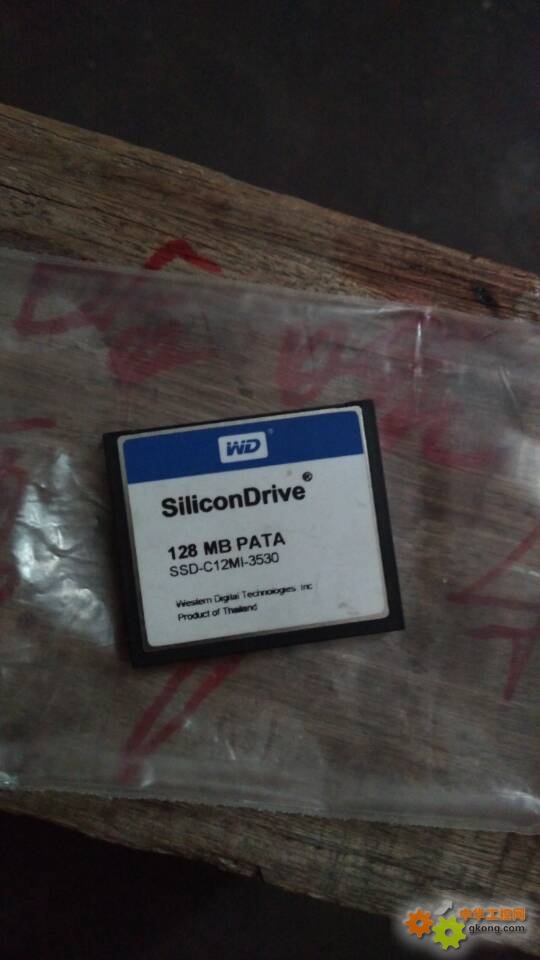 WD®
SiliconDrive®
128 MB PATA
SSD-C12MI-3530
Western Digital Technologies Inc
Product of Thailand
中华工控网
gkong.com